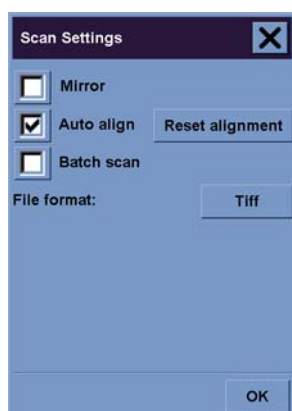 Scan Settings
Mirror
Auto align Reset alignment
Batch scan
File format: Tiff
OK